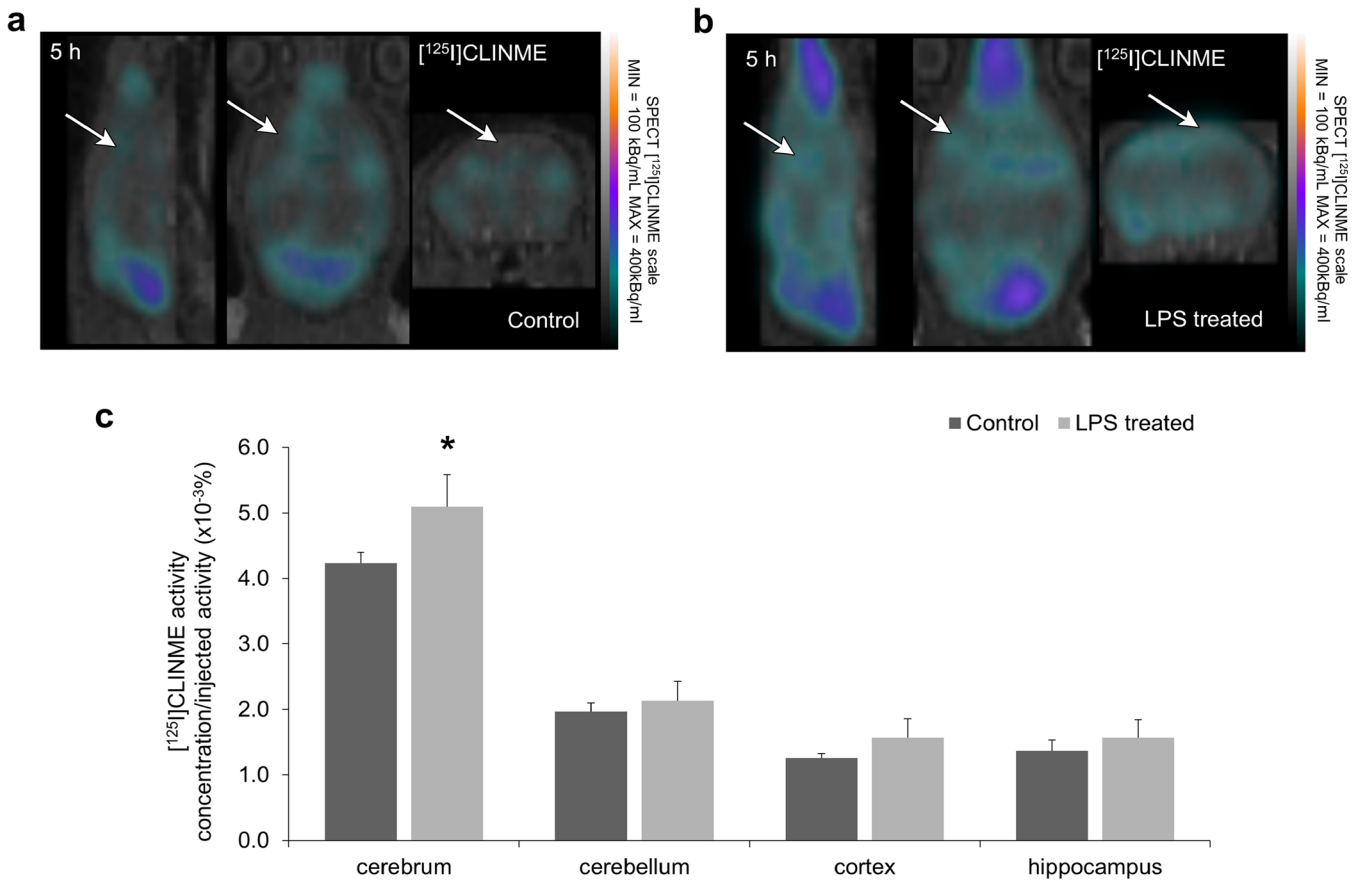 a
5 h
[¹²⁵I]CLINME
Control
SPECT [¹²⁵I]CLINME scale
MIN = 100 kBq/mL MAX = 400kBq/ml
b
5 h
[¹²⁵I]CLINME
LPS treated
SPECT [¹²⁵I]CLINME scale
MIN = 100 kBq/mL MAX = 400kBq/ml
c
Control
LPS treated
[¹²⁵I]CLINME activity
concentration/injected activity (x10⁻³%)
6.0
5.0
4.0
3.0
2.0
1.0
0.0
*
cerebrum
cerebellum
cortex
hippocampus